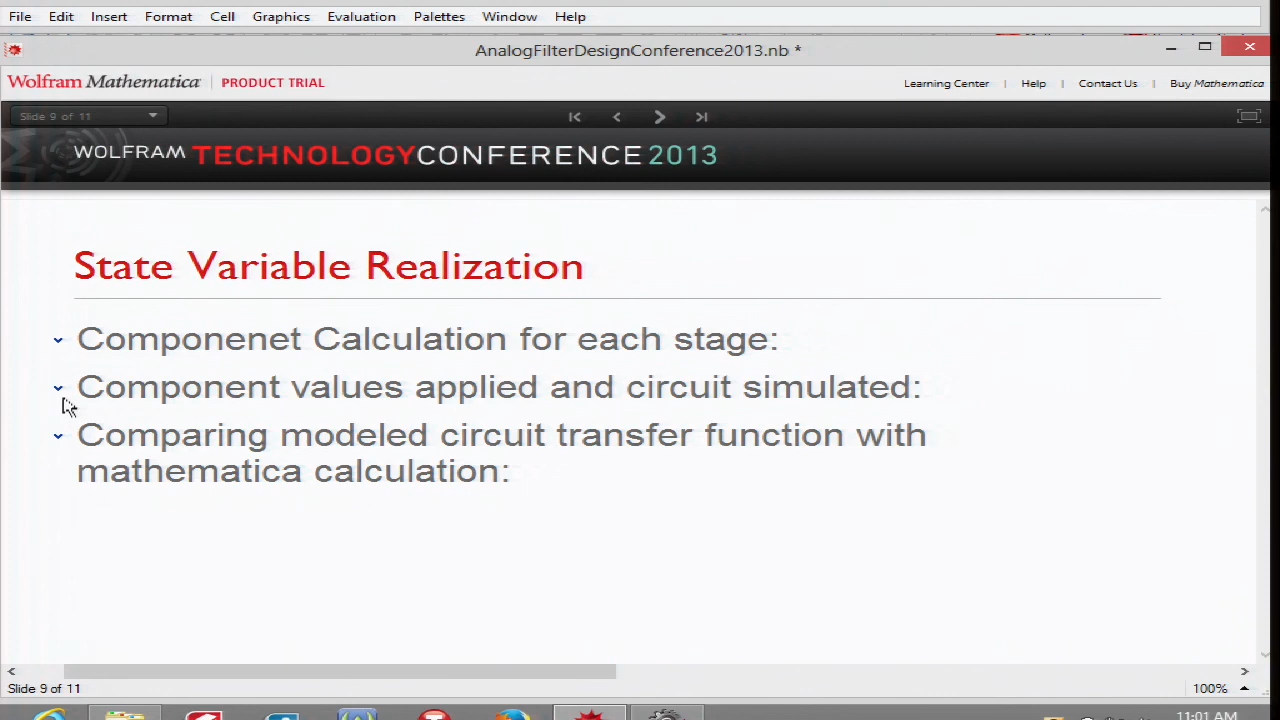 File Edit Insert Format Cell Graphics Evaluation Palettes Window Help
AnalogFilterDesignConference2013.nb *
Wolfram Mathematica | PRODUCT TRIAL Learning Center | Help | Contact Us | Buy Mathematica
Slide 9 of 11
WOLFRAM TECHNOLOGYCONFERENCE 2013
State Variable Realization
Componenet Calculation for each stage:
Component values applied and circuit simulated:
Comparing modeled circuit transfer function with
mathematica calculation:
Slide 9 of 11 100%
11:01 AM